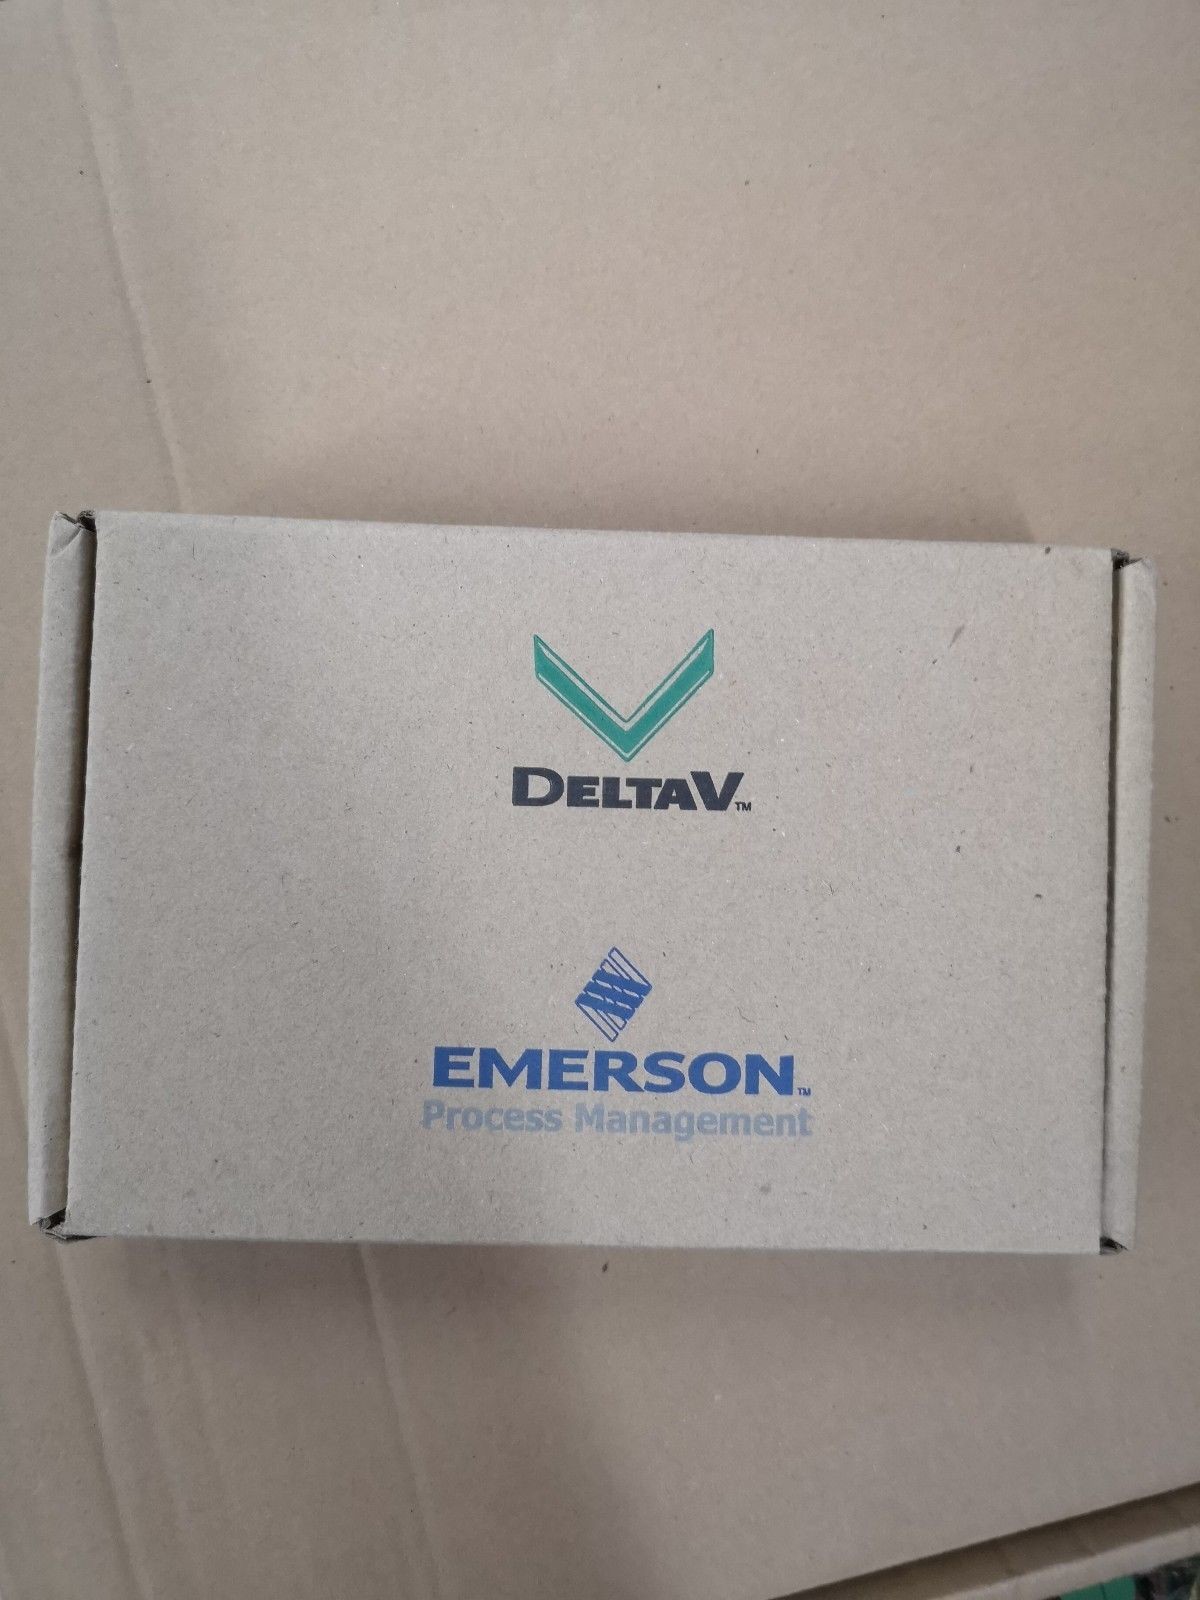 DELTAV™
EMERSON™
Process Management